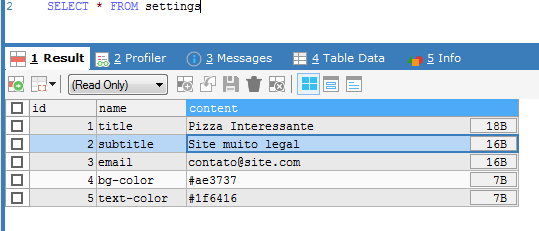 2 SELECT * FROM settings
1 Result 2 Profiler 3 Messages 4 Table Data 5 Info
(Read Only)
id name content
1 title Pizza Interessante 18B
2 subtitle Site muito legal 16B
3 email contato@site.com 16B
4 bg-color #ae3737 7B
5 text-color #1f6416 7B